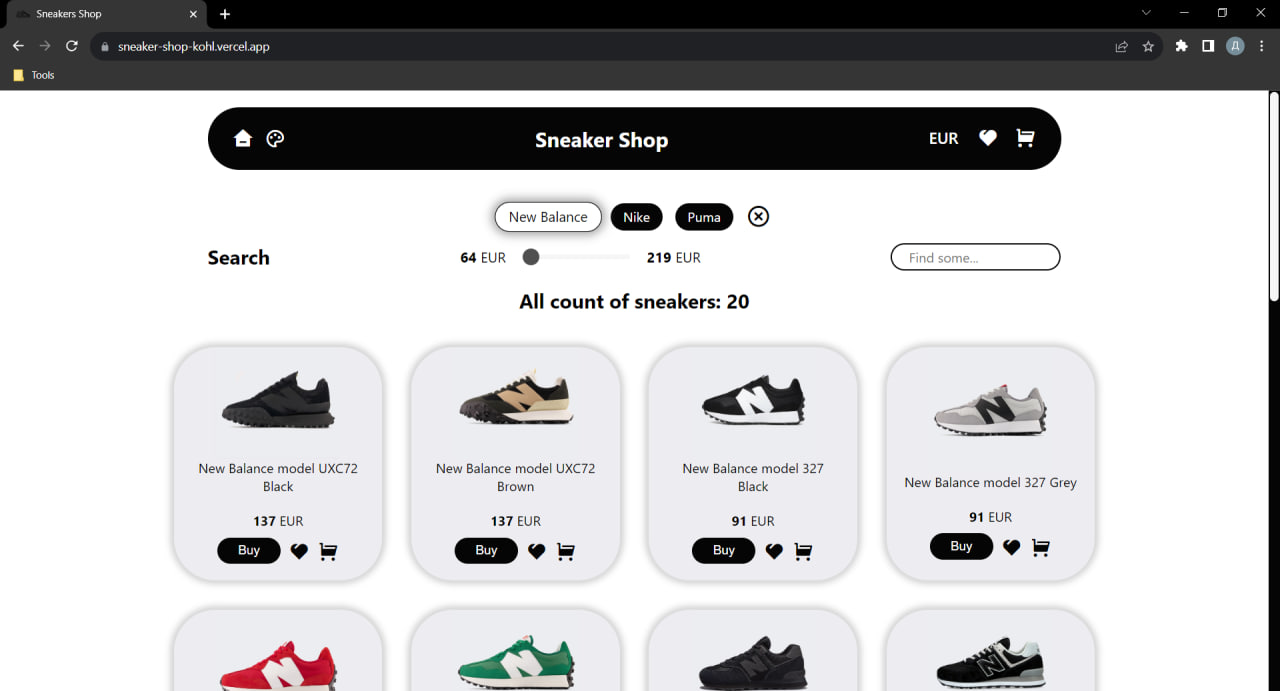 Sneakers Shop
sneaker-shop-kohl.vercel.app
Д
Tools
Sneaker Shop
EUR
New Balance
Nike
Puma
Search
64 EUR
219 EUR
Find some...
All count of sneakers: 20
New Balance model UXC72
Black
137 EUR
Buy
New Balance model UXC72
Brown
137 EUR
Buy
New Balance model 327
Black
91 EUR
Buy
New Balance model 327 Grey
91 EUR
Buy